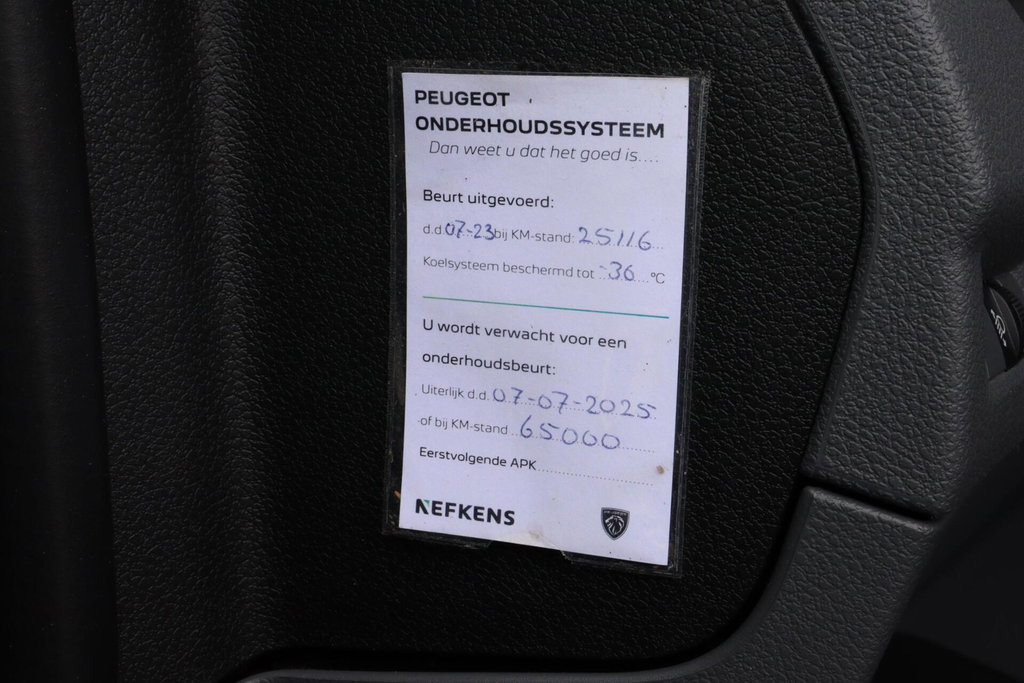 PEUGEOT
ONDERHOUDSSYSTEEM
Dan weet u dat het goed is....
Beurt uitgevoerd:
d.d. 07-23 bij KM-stand: 25116
Koelsysteem beschermd tot -36 °C
U wordt verwacht voor een
onderhoudsbeurt:
Uiterlijk d.d. 07-07-2025
of bij KM-stand 65000
Eerstvolgende APK
NEFKENS